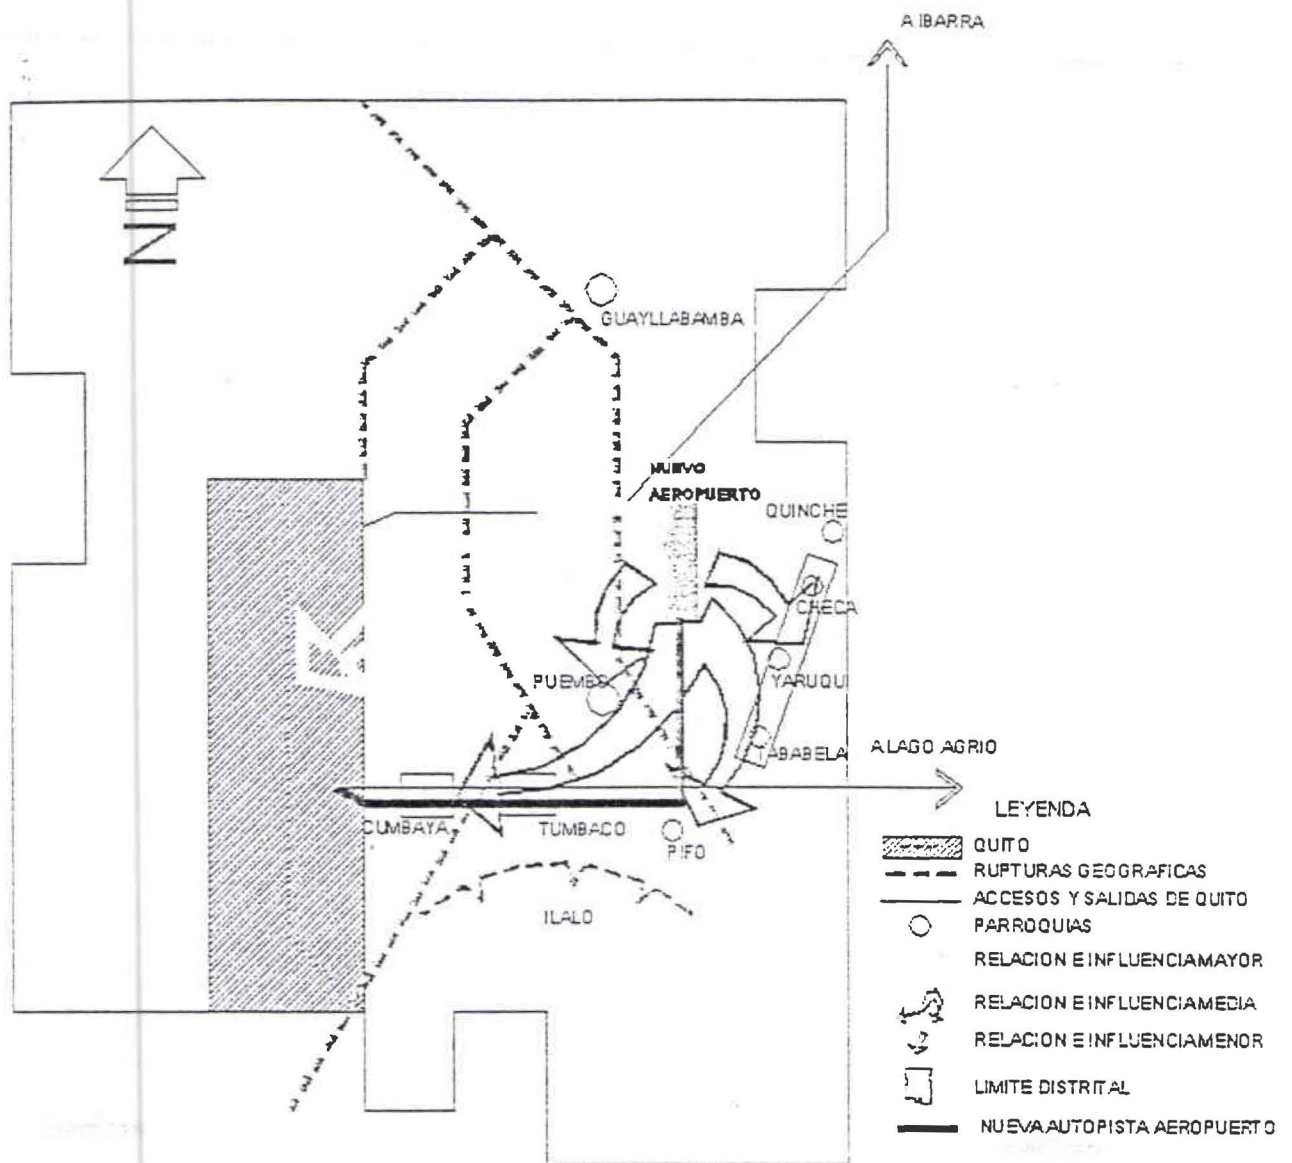 A IBARRA
N
GUAYLLABAMBA
NUEVO
AEROPUERTO
QUINCHE
CHECA
PUEMBO
YARUQUI
TABABELA
A LAGO AGRIO
CUMBAYA
TUMBACO
PIFO
ILALO
LEYENDA
QUITO
RUPTURAS GEOGRAFICAS
ACCESOS Y SALIDAS DE QUITO
PARROQUIAS
RELACION E INFLUENCIA MAYOR
RELACION E INFLUENCIA MEDIA
RELACION E INFLUENCIA MENOR
LIMITE DISTRITAL
NUEVA AUTOPISTA AEROPUERTO